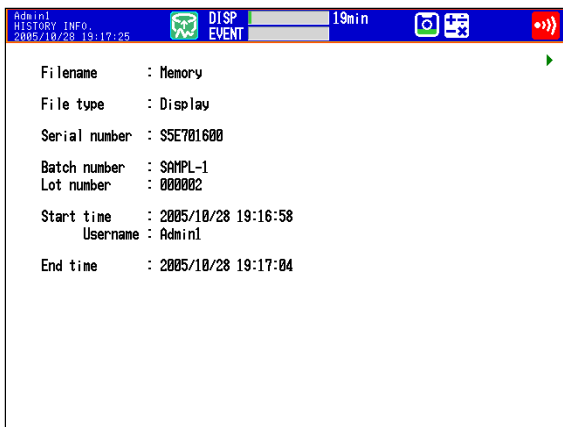 Admin1
HISTORY INFO.
2005/10/28 19:17:25
DISP 19min
EVENT
Filename : Memory
File type : Display
Serial number : S5E701600
Batch number : SAMPL-1
Lot number : 000002
Start time : 2005/10/28 19:16:58
Username : Admin1
End time : 2005/10/28 19:17:04